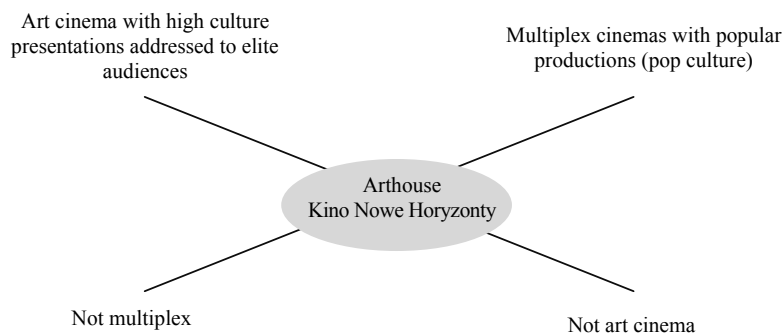 Art cinema with high culture
presentations addressed to elite
audiences
Multiplex cinemas with popular
productions (pop culture)
Arthouse
Kino Nowe Horyzonty
Not multiplex
Not art cinema